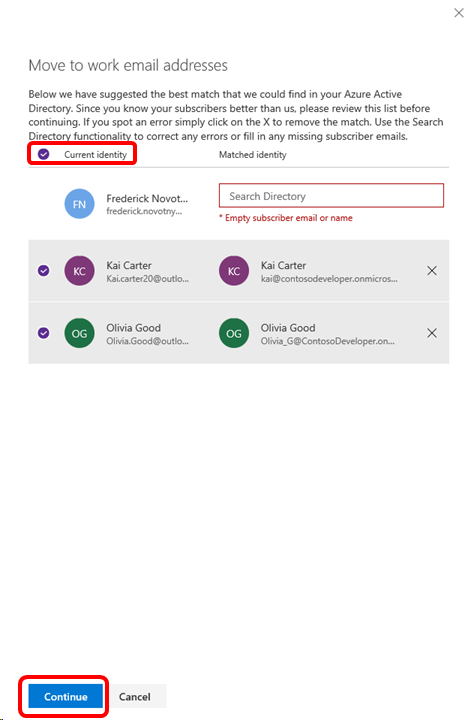 Move to work email addresses
Below we have suggested the best match that we could find in your Azure Active
Directory. Since you know your subscribers better than us, please review this list before
continuing. If you spot an error simply click on the X to remove the match. Use the Search
Directory functionality to correct any errors or fill in any missing subscriber emails.
Current identity Matched identity
FN Frederick Novot... Search Directory
frederick.novotny... * Empty subscriber email or name
KC Kai Carter KC Kai Carter
Kai.carter20@outlo... kai@contosodeveloper.onmicros...
OG Olivia Good OG Olivia Good
Olivia.Good@outlo... Olivia_G@ContosoDeveloper.on...
Continue Cancel